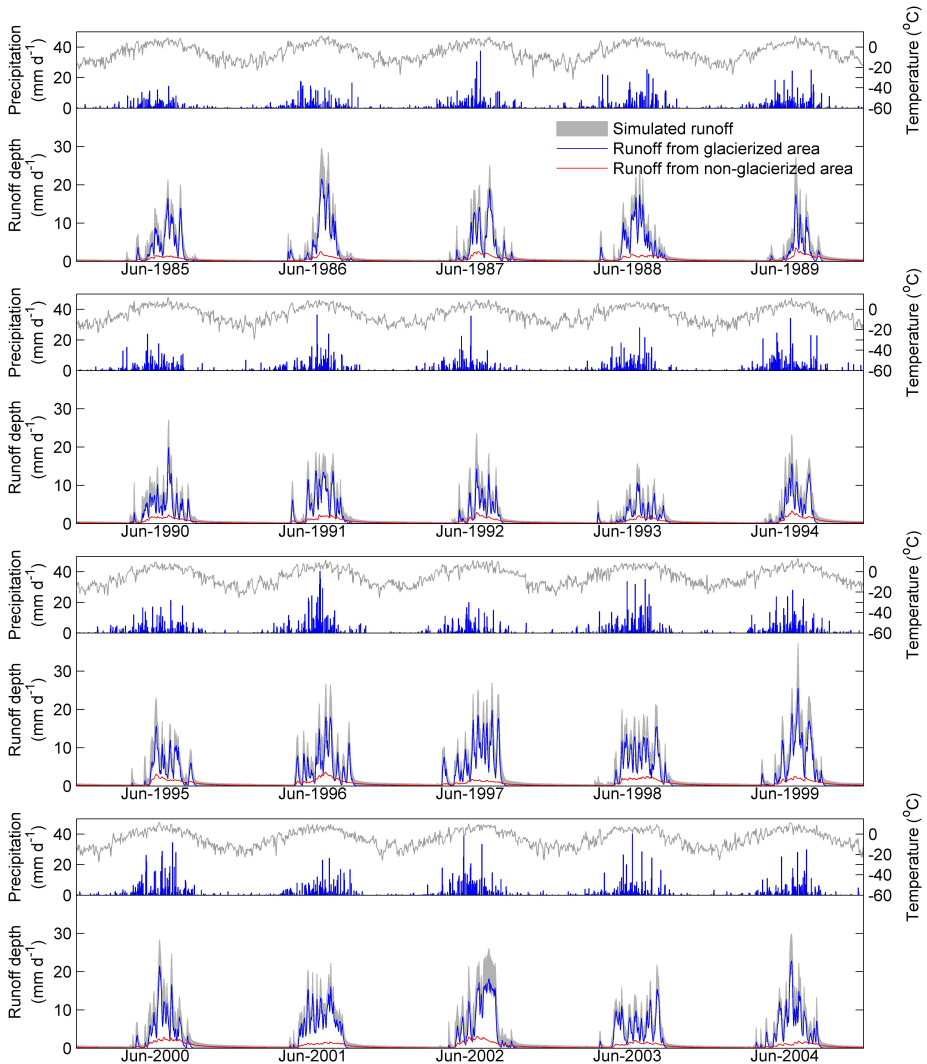 Precipitation
(mm d⁻¹)
40
20
0
0
-20
-40
-60
Temperature (°C)
Simulated runoff
Runoff from glacierized area
Runoff from non-glacierized area
Runoff depth
(mm d⁻¹)
30
20
10
0
Jun-1985 Jun-1986 Jun-1987 Jun-1988 Jun-1989
Precipitation
(mm d⁻¹)
40
20
0
0
-20
-40
-60
Temperature (°C)
Runoff depth
(mm d⁻¹)
30
20
10
0
Jun-1990 Jun-1991 Jun-1992 Jun-1993 Jun-1994
Precipitation
(mm d⁻¹)
40
20
0
0
-20
-40
-60
Temperature (°C)
Runoff depth
(mm d⁻¹)
30
20
10
0
Jun-1995 Jun-1996 Jun-1997 Jun-1998 Jun-1999
Precipitation
(mm d⁻¹)
40
20
0
0
-20
-40
-60
Temperature (°C)
Runoff depth
(mm d⁻¹)
30
20
10
0
Jun-2000 Jun-2001 Jun-2002 Jun-2003 Jun-2004